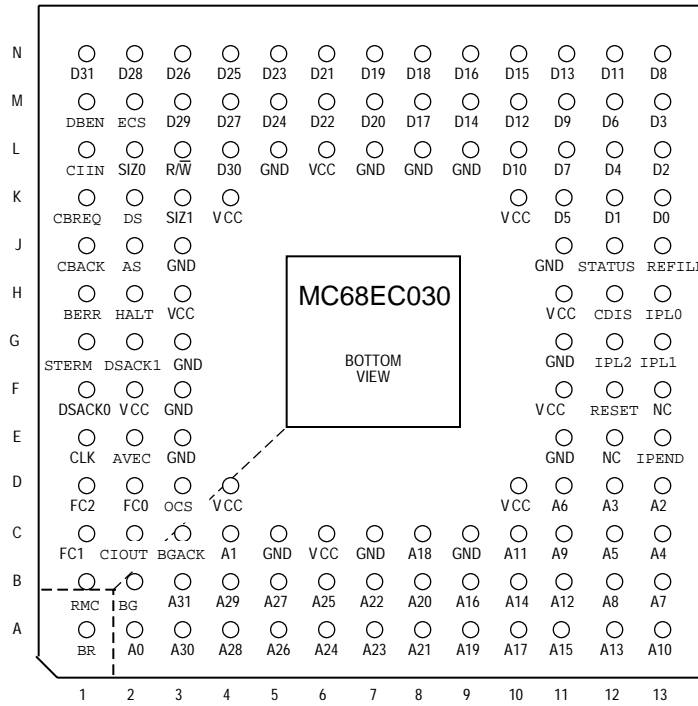 N
D31 D28 D26 D25 D23 D21 D19 D18 D16 D15 D13 D11 D8
M
DBEN ECS D29 D27 D24 D22 D20 D17 D14 D12 D9 D6 D3
L
CIIN SIZ0 R/W̅ D30 GND VCC GND GND GND D10 D7 D4 D2
K
CBREQ DS SIZ1 VCC VCC D5 D1 D0
J
CBACK AS GND GND STATUS REFILL
H
MC68EC030
BERR HALT VCC VCC CDIS IPL0
G
STERM DSACK1 GND GND IPL2 IPL1
BOTTOM
VIEW
F
DSACK0 VCC GND VCC RESET NC
E
CLK AVEC GND GND NC IPEND
D
FC2 FC0 OCS VCC VCC A6 A3 A2
C
FC1 CIOUT BGACK A1 GND VCC GND A18 GND A11 A9 A5 A4
B
RMC BG A31 A29 A27 A25 A22 A20 A16 A14 A12 A8 A7
A
BR A0 A30 A28 A26 A24 A23 A21 A19 A17 A15 A13 A10
1 2 3 4 5 6 7 8 9 10 11 12 13